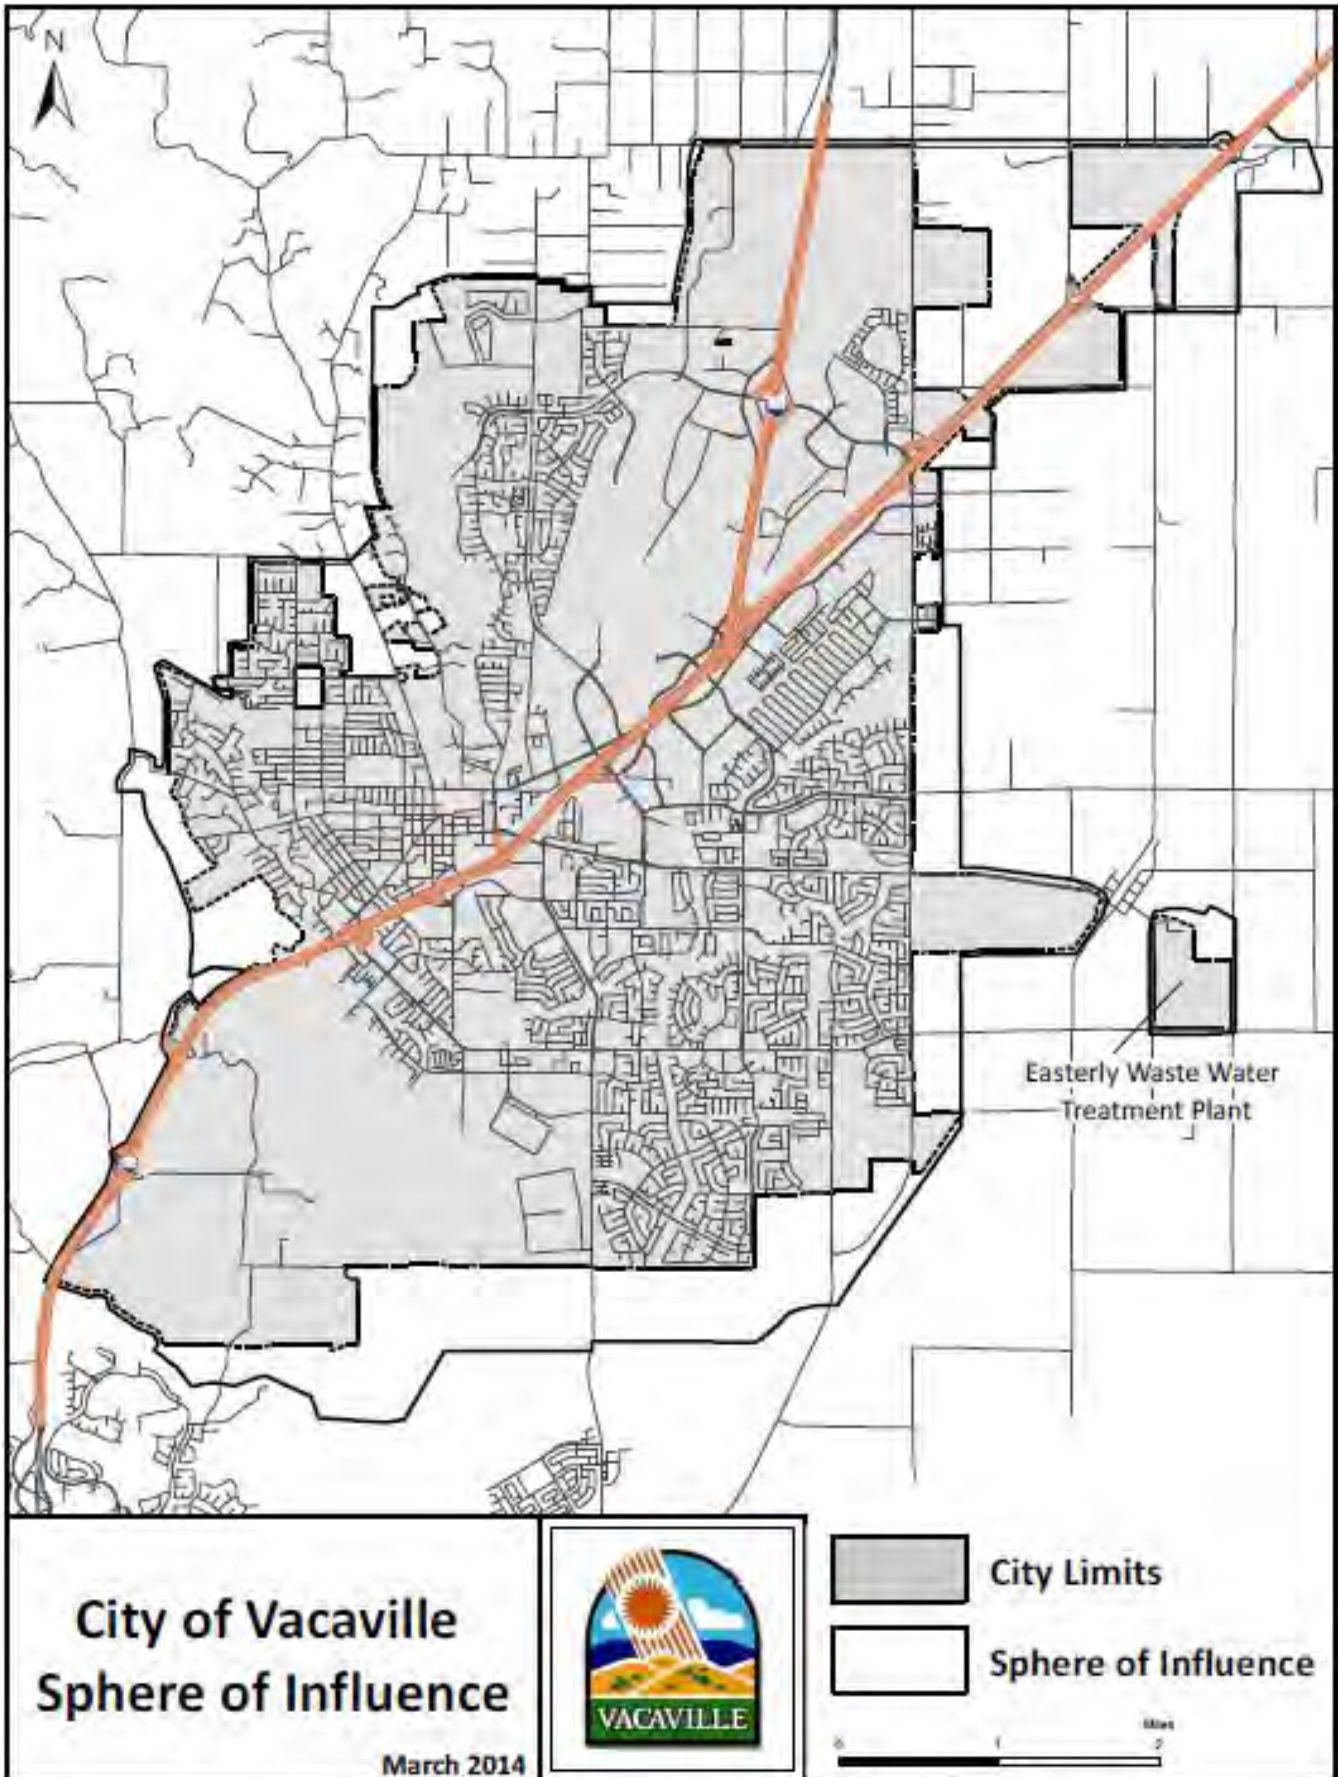 N
Easterly Waste Water
Treatment Plant
City of Vacaville
Sphere of Influence
March 2014
VACAVILLE
City Limits
Sphere of Influence
Miles
0 1 2